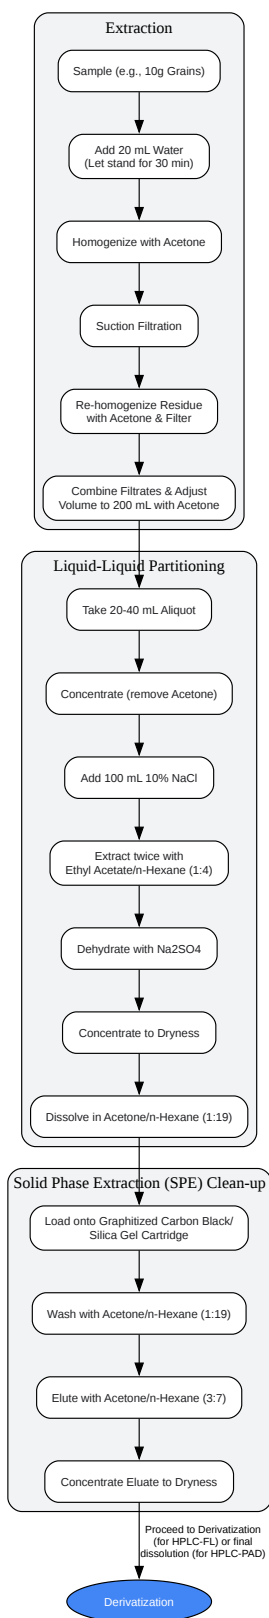 Extraction
Sample (e.g., 10g Grains)
Add 20 mL Water
(Let stand for 30 min)
Homogenize with Acetone
Suction Filtration
Re-homogenize Residue
with Acetone & Filter
Combine Filtrates & Adjust
Volume to 200 mL with Acetone
Liquid-Liquid Partitioning
Take 20-40 mL Aliquot
Concentrate (remove Acetone)
Add 100 mL 10% NaCl
Extract twice with
Ethyl Acetate/n-Hexane (1:4)
Dehydrate with Na2SO4
Concentrate to Dryness
Dissolve in Acetone/n-Hexane (1:19)
Solid Phase Extraction (SPE) Clean-up
Load onto Graphitized Carbon Black/
Silica Gel Cartridge
Wash with Acetone/n-Hexane (1:19)
Elute with Acetone/n-Hexane (3:7)
Concentrate Eluate to Dryness
Proceed to Derivatization
(for HPLC-FL) or final
dissolution (for HPLC-PAD)
Derivatization